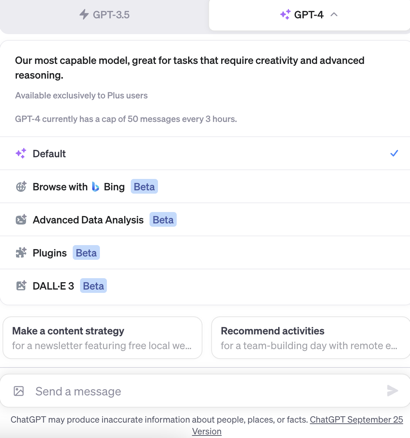 GPT-3.5
GPT-4
Our most capable model, great for tasks that require creativity and advanced
reasoning.
Available exclusively to Plus users
GPT-4 currently has a cap of 50 messages every 3 hours.
Default
Browse with Bing Beta
Advanced Data Analysis Beta
Plugins Beta
DALL·E 3 Beta
Make a content strategy
for a newsletter featuring free local we...
Recommend activities
for a team-building day with remote e...
Send a message
ChatGPT may produce inaccurate information about people, places, or facts. ChatGPT September 25
Version